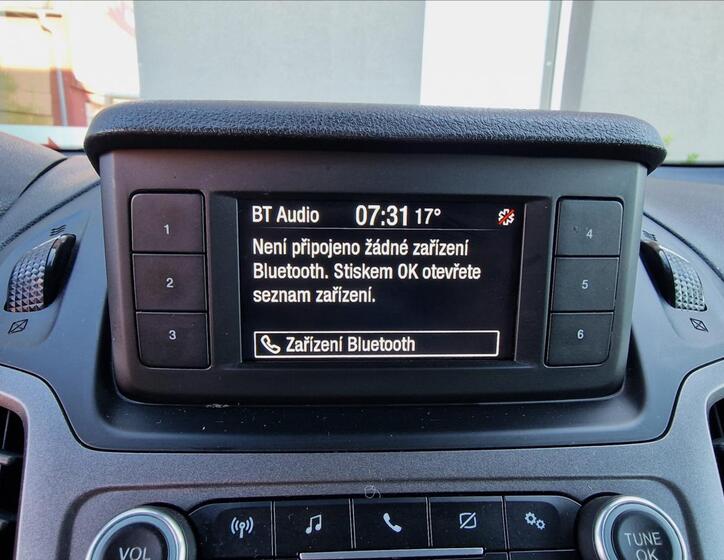 BT Audio 07:31 17°
Není připojeno žádné zařízení
Bluetooth. Stiskem OK otevřete
seznam zařízení.
Zařízení Bluetooth
1
2
3
4
5
6
VOL
TUNE
OK